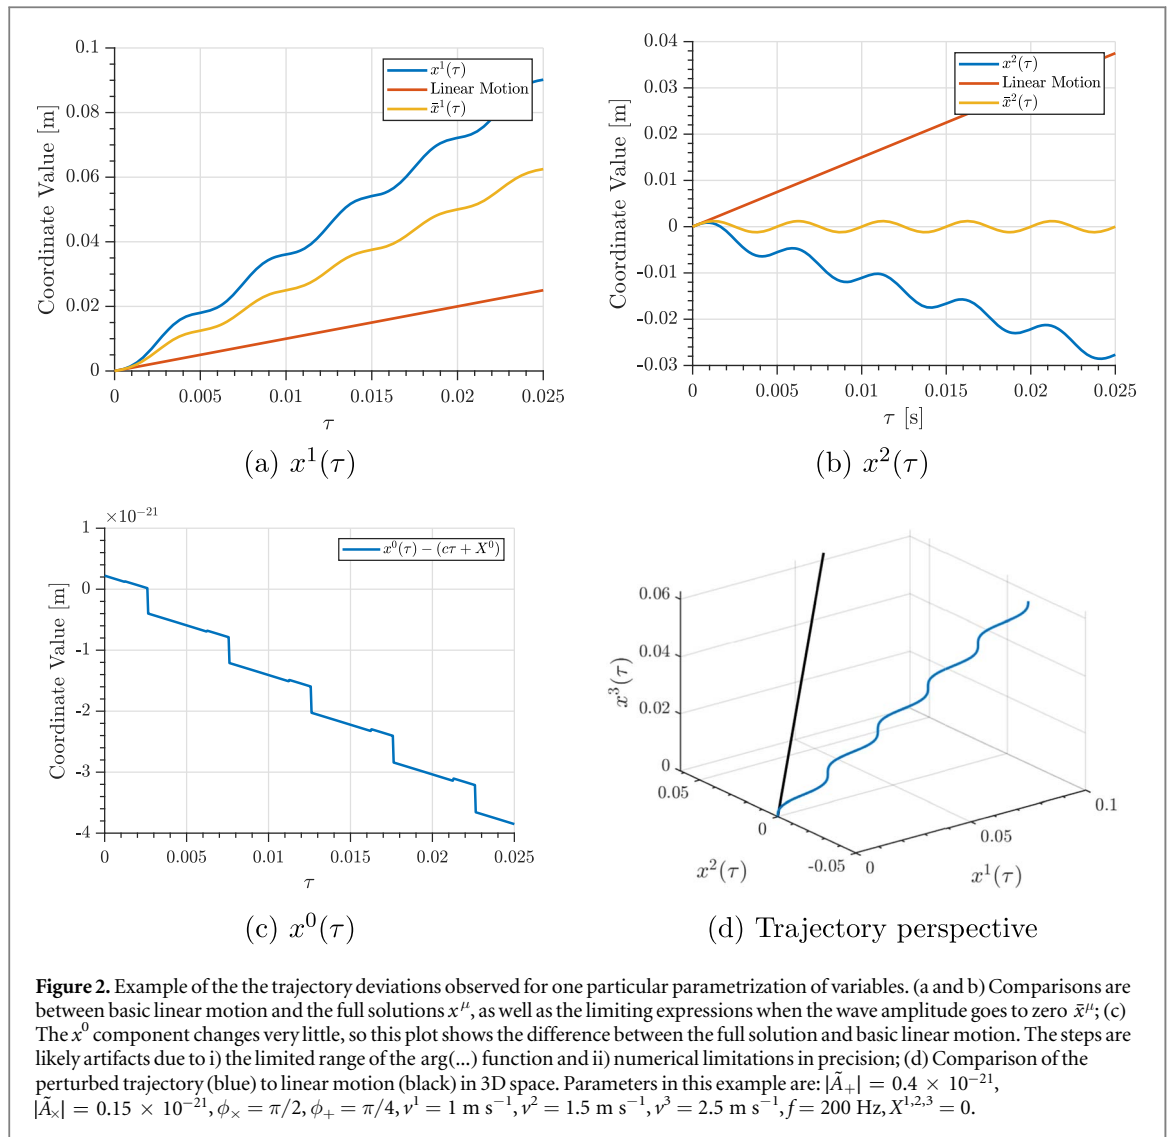 0.1
0.08
0.06
0.04
0.02
0
Coordinate Value [m]
x¹(τ)
Linear Motion
x̄¹(τ)
0 0.005 0.01 0.015 0.02 0.025
τ
(a) x¹(τ)
0.04
0.03
0.02
0.01
0
-0.01
-0.02
-0.03
Coordinate Value [m]
x²(τ)
Linear Motion
x̄²(τ)
0 0.005 0.01 0.015 0.02 0.025
τ [s]
(b) x²(τ)
×10⁻²¹
1
0
-1
-2
-3
-4
Coordinate Value [m]
x⁰(τ) − (cτ + X⁰)
0 0.005 0.01 0.015 0.02 0.025
τ
(c) x⁰(τ)
0.06
0.04
0.02
0
x³(τ)
0.05
0
-0.05
x²(τ)
0
0.05
0.1
x¹(τ)
(d) Trajectory perspective
Figure 2. Example of the the trajectory deviations observed for one particular parametrization of variables. (a and b) Comparisons are
between basic linear motion and the full solutions x^μ, as well as the limiting expressions when the wave amplitude goes to zero x̄^μ; (c)
The x⁰ component changes very little, so this plot shows the difference between the full solution and basic linear motion. The steps are
likely artifacts due to i) the limited range of the arg(...) function and ii) numerical limitations in precision; (d) Comparison of the
perturbed trajectory (blue) to linear motion (black) in 3D space. Parameters in this example are: |Ã₊| = 0.4 × 10⁻²¹,
|Ã×| = 0.15 × 10⁻²¹, ϕ× = π/2, ϕ₊ = π/4, v¹ = 1 m s⁻¹, v² = 1.5 m s⁻¹, v³ = 2.5 m s⁻¹, f = 200 Hz, X¹,²,³ = 0.